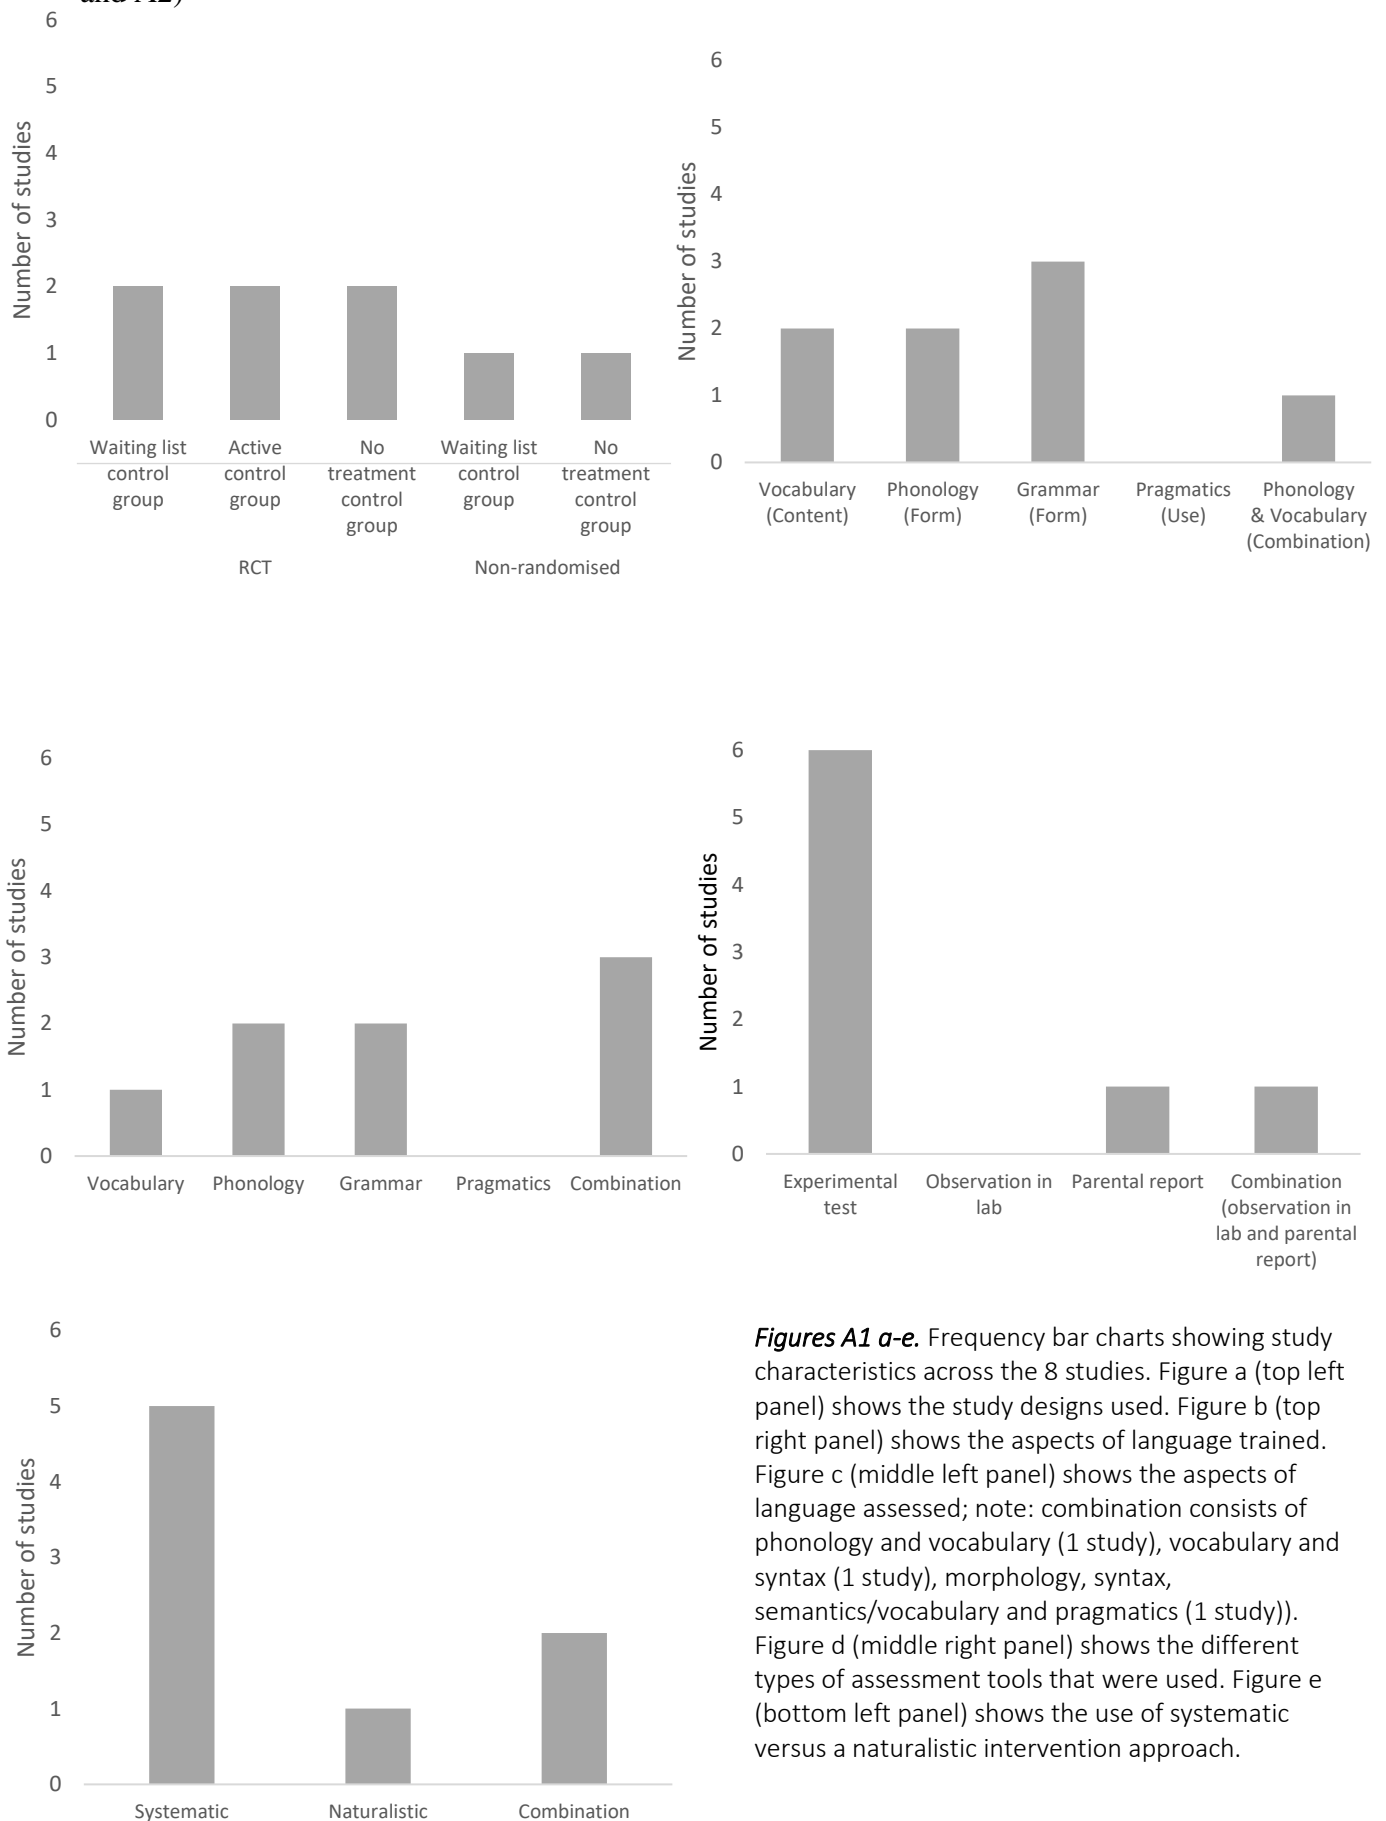 and A2)
6
5
4
3
2
1
0
Number of studies
Waiting list control group
Active control group
No treatment control group
Waiting list control group
No treatment control group
RCT
Non-randomised
6
5
4
3
2
1
0
Number of studies
Vocabulary (Content)
Phonology (Form)
Grammar (Form)
Pragmatics (Use)
Phonology & Vocabulary (Combination)
6
5
4
3
2
1
0
Number of studies
Vocabulary
Phonology
Grammar
Pragmatics
Combination
6
5
4
3
2
1
0
Number of studies
Experimental test
Observation in lab
Parental report
Combination (observation in lab and parental report)
6
5
4
3
2
1
0
Number of studies
Systematic
Naturalistic
Combination
Figures A1 a-e. Frequency bar charts showing study
characteristics across the 8 studies. Figure a (top left
panel) shows the study designs used. Figure b (top
right panel) shows the aspects of language trained.
Figure c (middle left panel) shows the aspects of
language assessed; note: combination consists of
phonology and vocabulary (1 study), vocabulary and
syntax (1 study), morphology, syntax,
semantics/vocabulary and pragmatics (1 study)).
Figure d (middle right panel) shows the different
types of assessment tools that were used. Figure e
(bottom left panel) shows the use of systematic
versus a naturalistic intervention approach.